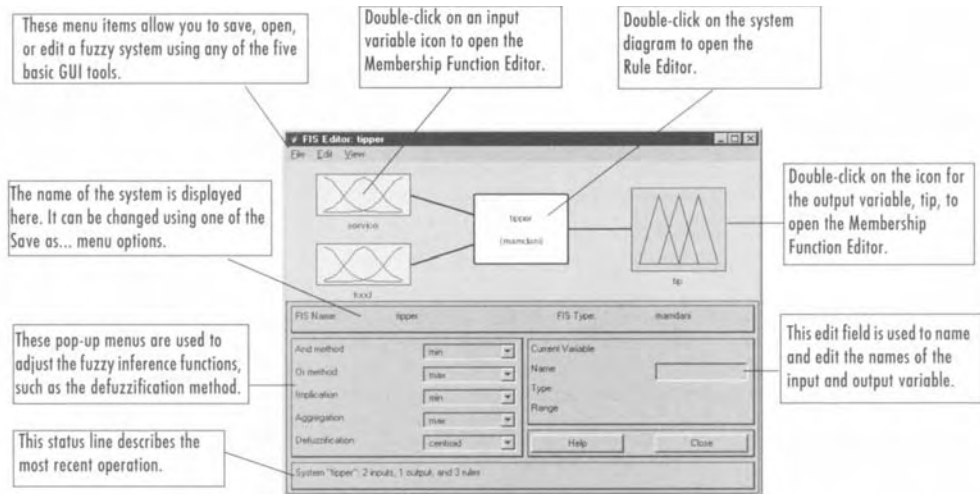 These menu items allow you to save, open,
or edit a fuzzy system using any of the five
basic GUI tools.
Double-click on an input
variable icon to open the
Membership Function Editor.
Double-click on the system
diagram to open the
Rule Editor.
FIS Editor: tipper
File Edit View
The name of the system is displayed
here. It can be changed using one of the
Save as... menu options.
service
food
tipper
(mamdani)
tip
Double-click on the icon for
the output variable, tip, to
open the Membership
Function Editor.
FIS Name: tipper FIS Type: mamdani
These pop-up menus are used to
adjust the fuzzy inference functions,
such as the defuzzification method.
And method min
Or method max
Implication min
Aggregation max
Defuzzification centroid
Current Variable
Name
Type
Range
Help Close
This edit field is used to name
and edit the names of the
input and output variable.
This status line describes the
most recent operation.
System "tipper": 2 inputs, 1 output, and 3 rules